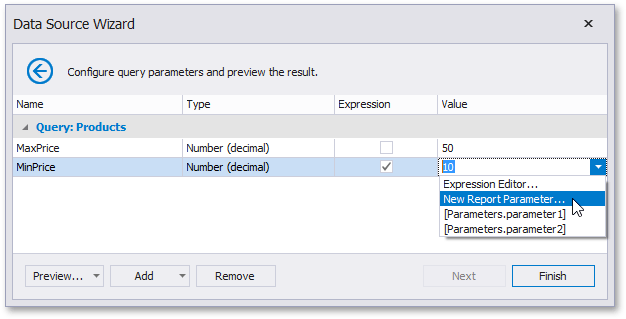 Data Source Wizard
Configure query parameters and preview the result.
Name Type Expression Value
Query: Products
MaxPrice Number (decimal) 50
MinPrice Number (decimal) 10
Expression Editor...
New Report Parameter...
[Parameters.parameter1]
[Parameters.parameter2]
Preview... Add Remove Next Finish